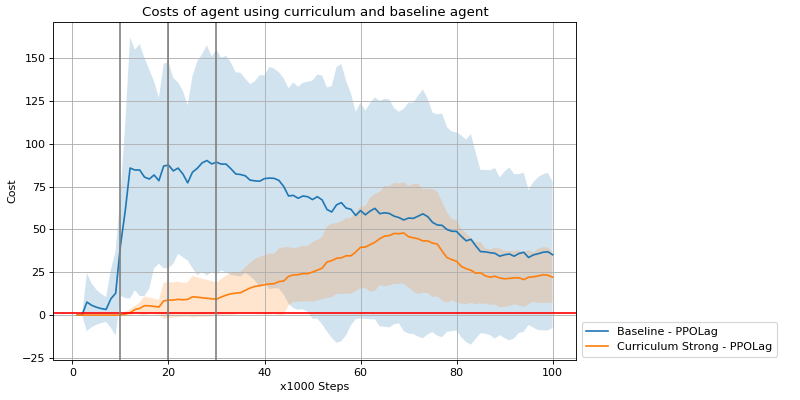 Costs of agent using curriculum and baseline agent
150
125
100
75
50
25
0
−25
Cost
0 20 40 60 80 100
x1000 Steps
Baseline - PPOLag
Curriculum Strong - PPOLag